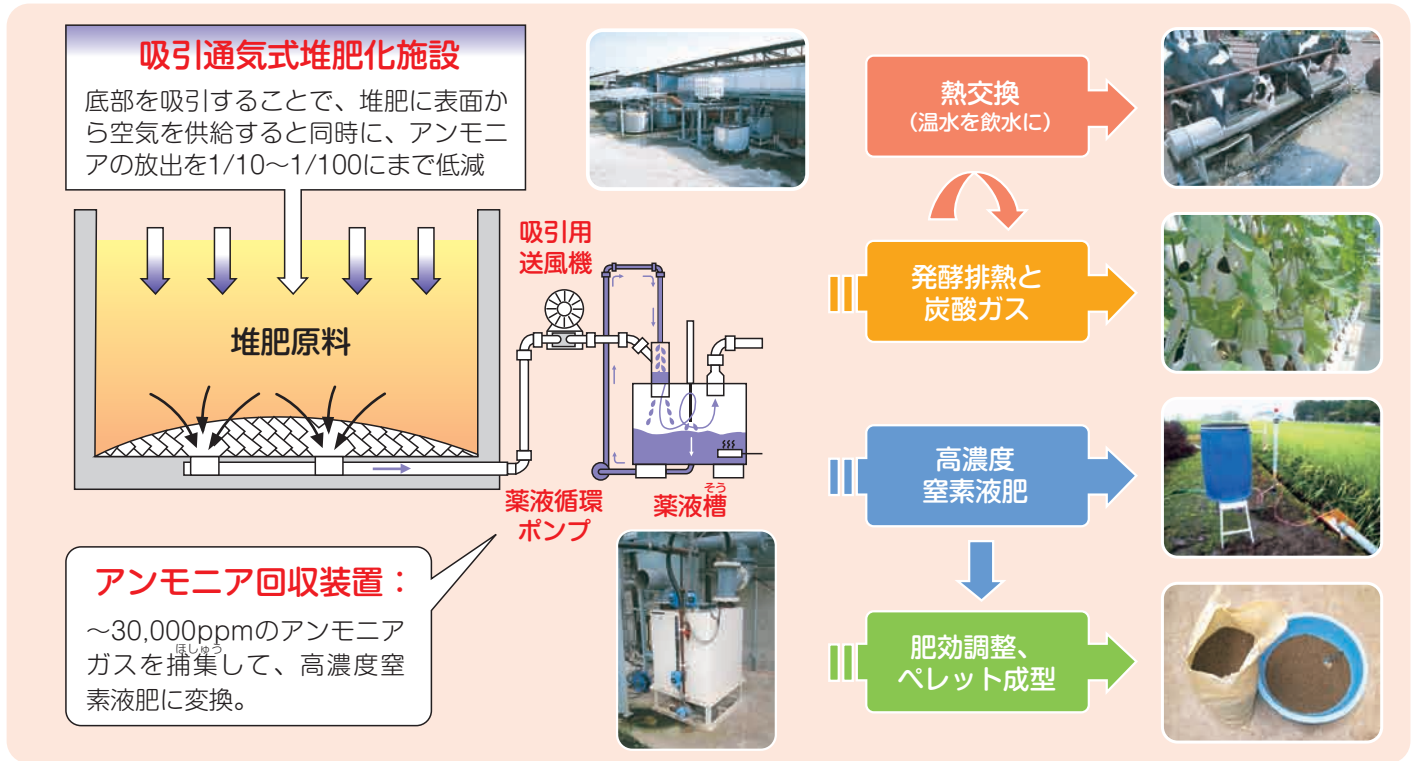 吸引通気式堆肥化施設
底部を吸引することで、堆肥に表面か
ら空気を供給すると同時に、アンモニ
アの放出を1/10〜1/100にまで低減
堆肥原料
吸引用
送風機
薬液循環
ポンプ
そう
薬液槽
アンモニア回収装置：
〜30,000ppmのアンモニア
ほしゅう
ガスを捕集して、高濃度窒
素液肥に変換。
熱交換
（温水を飲水に）
発酵排熱と
炭酸ガス
高濃度
窒素液肥
肥効調整、
ペレット成型